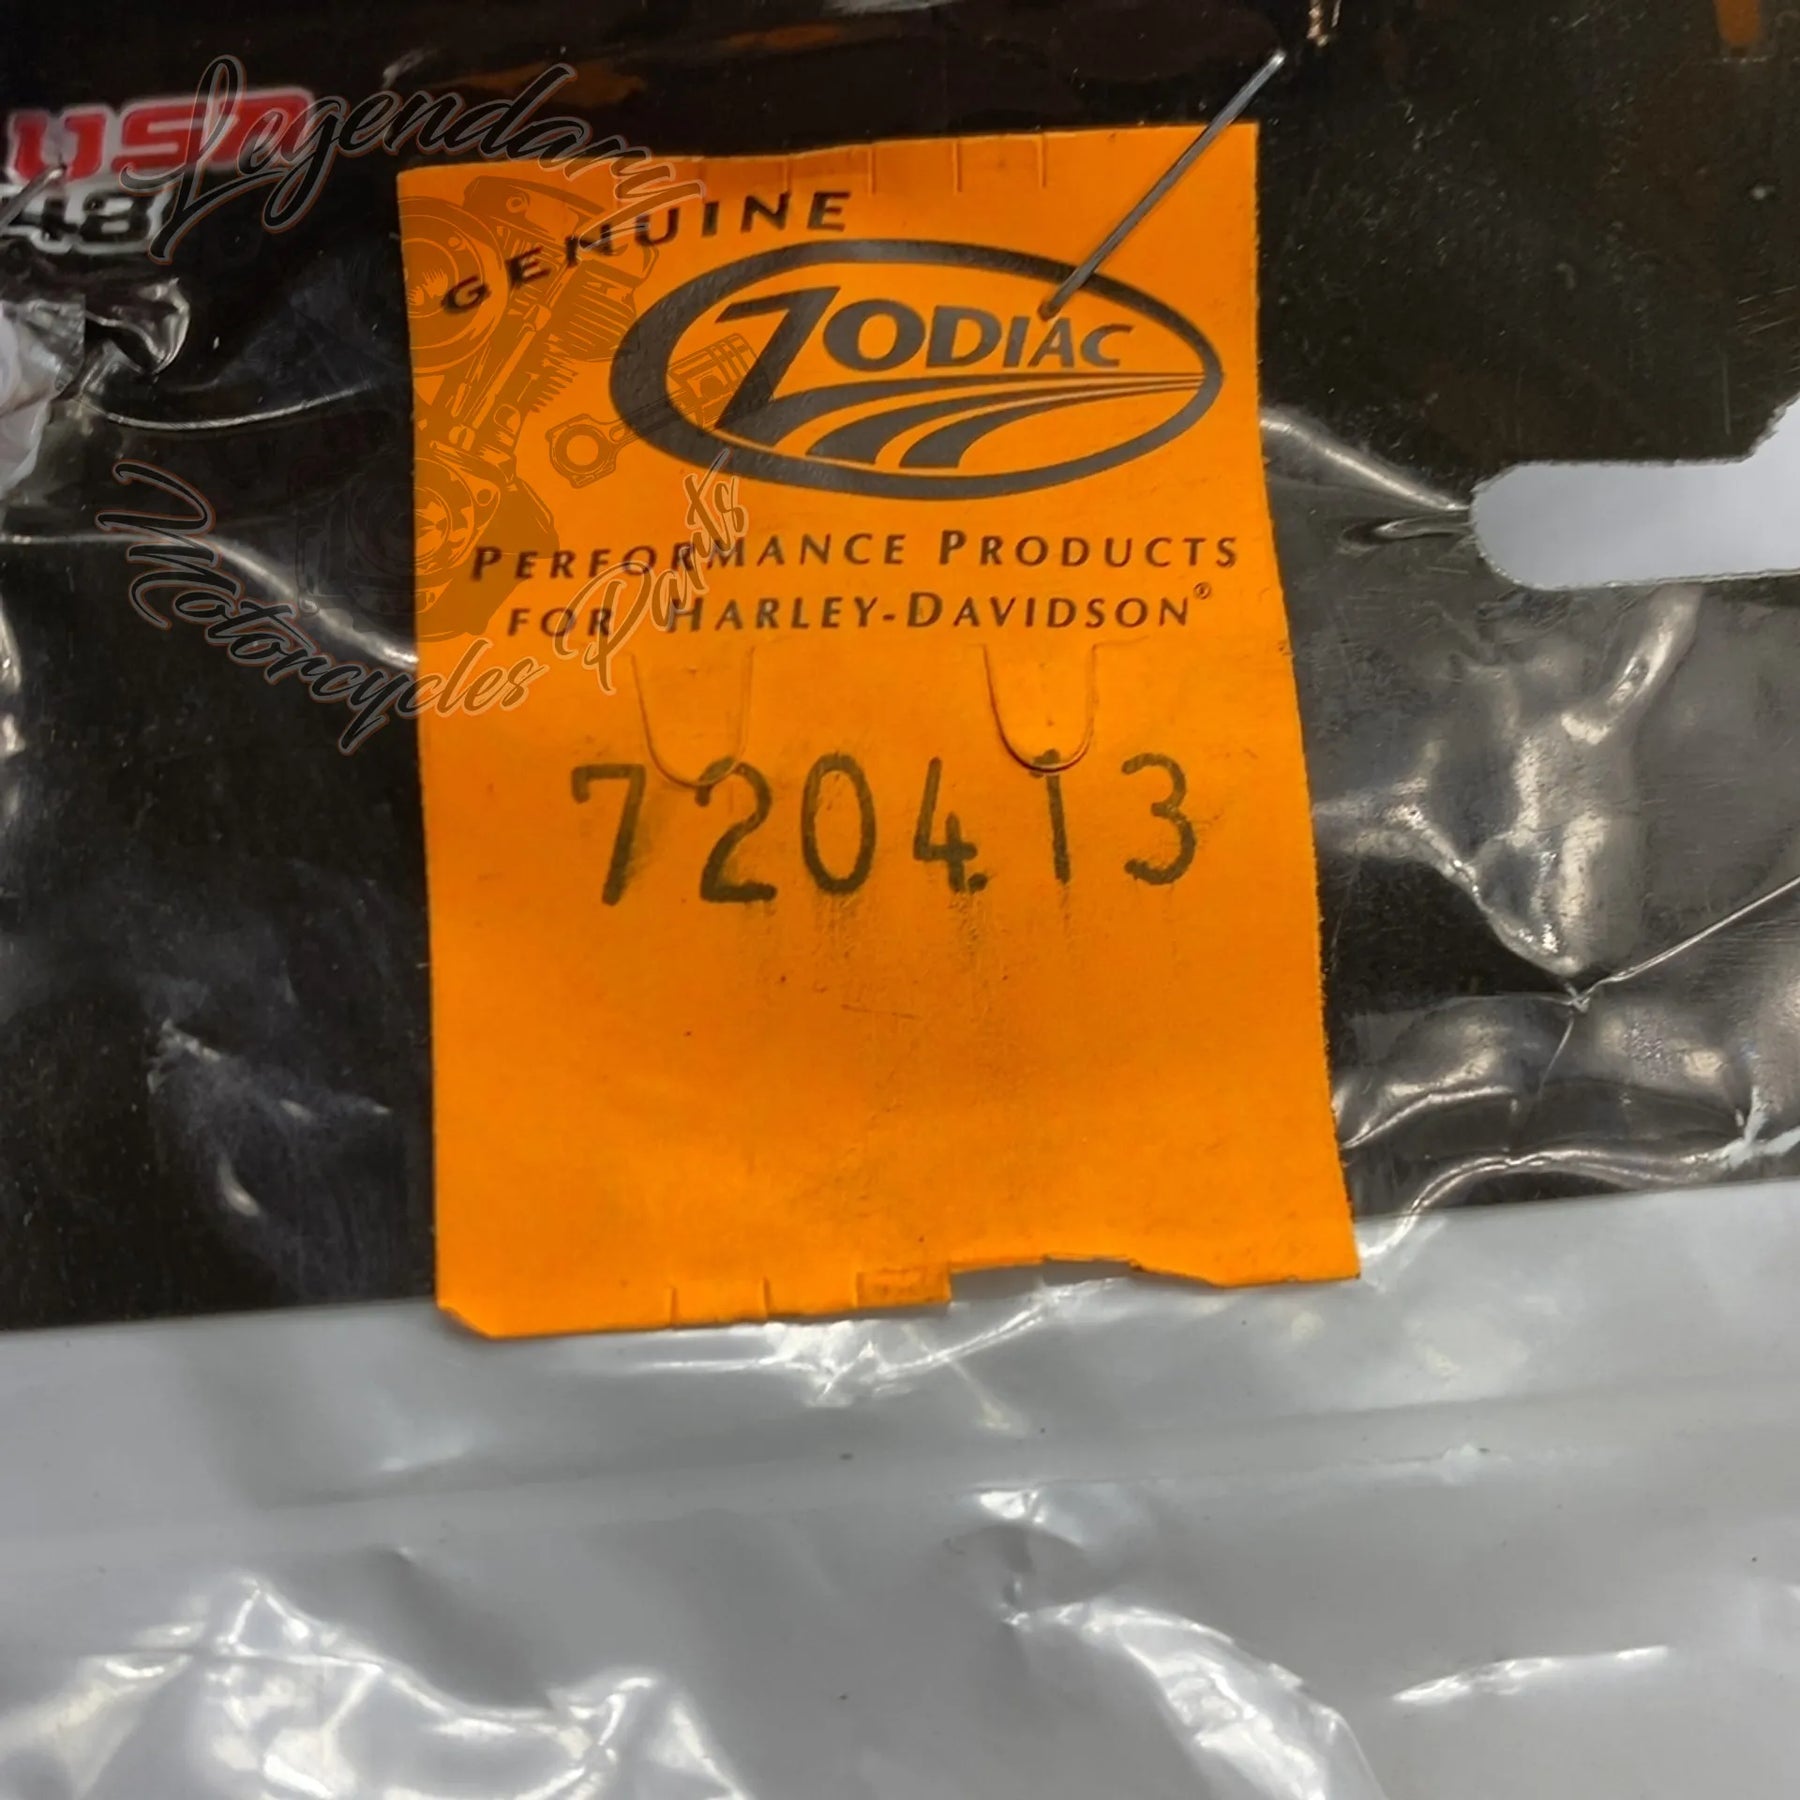 USA
48
Legendary
Motorcycles Parts
GENUINE
ZODIAC
PERFORMANCE PRODUCTS
FOR HARLEY-DAVIDSON®
720413